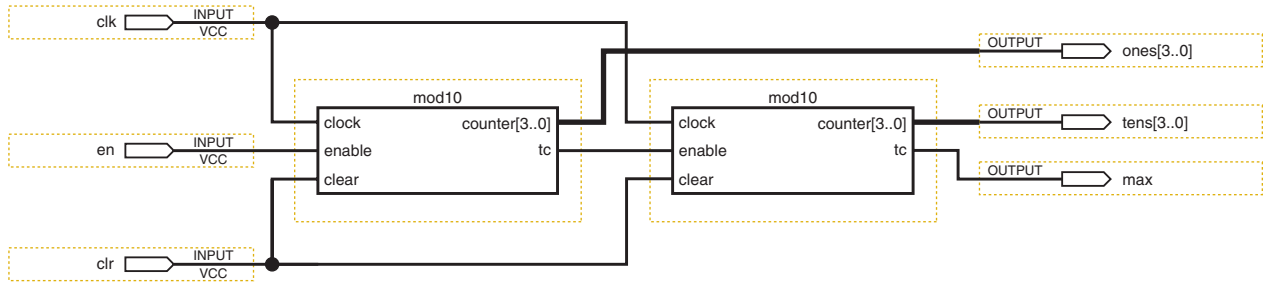 clk INPUT
VCC
OUTPUT ones[3..0]
mod10 mod10
clock counter[3..0] clock counter[3..0] OUTPUT tens[3..0]
en INPUT enable tc enable tc
VCC
clear clear OUTPUT max
clr INPUT
VCC